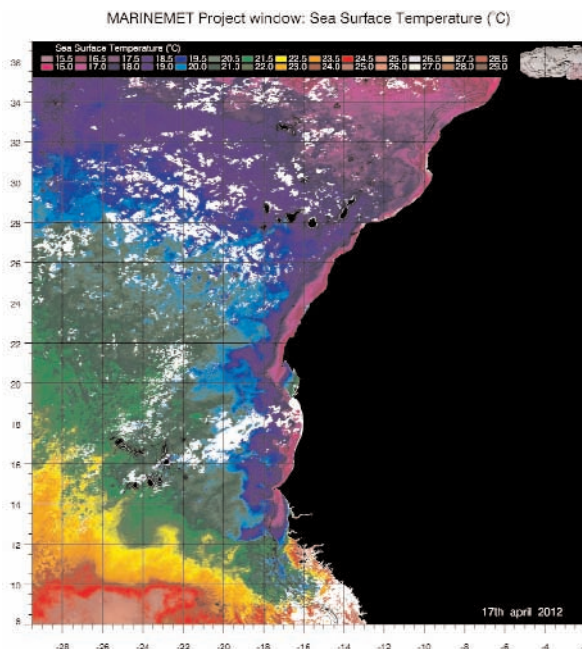 MARINEMET Project window: Sea Surface Temperature (°C)
Sea Surface Temperature (°C)
15.5 16.5 17.5 18.5 19.5 20.5 21.5 22.5 23.5 24.5 25.5 26.5 27.5 28.5
16.0 17.0 18.0 19.0 20.0 21.0 22.0 23.0 24.0 25.0 26.0 27.0 28.0 29.0
36
34
32
30
28
26
24
22
20
18
16
14
12
10
8
17th april 2012
-28 -26 -24 -22 -20 -18 -16 -14 -12 -10 -8 -6 -4 -2